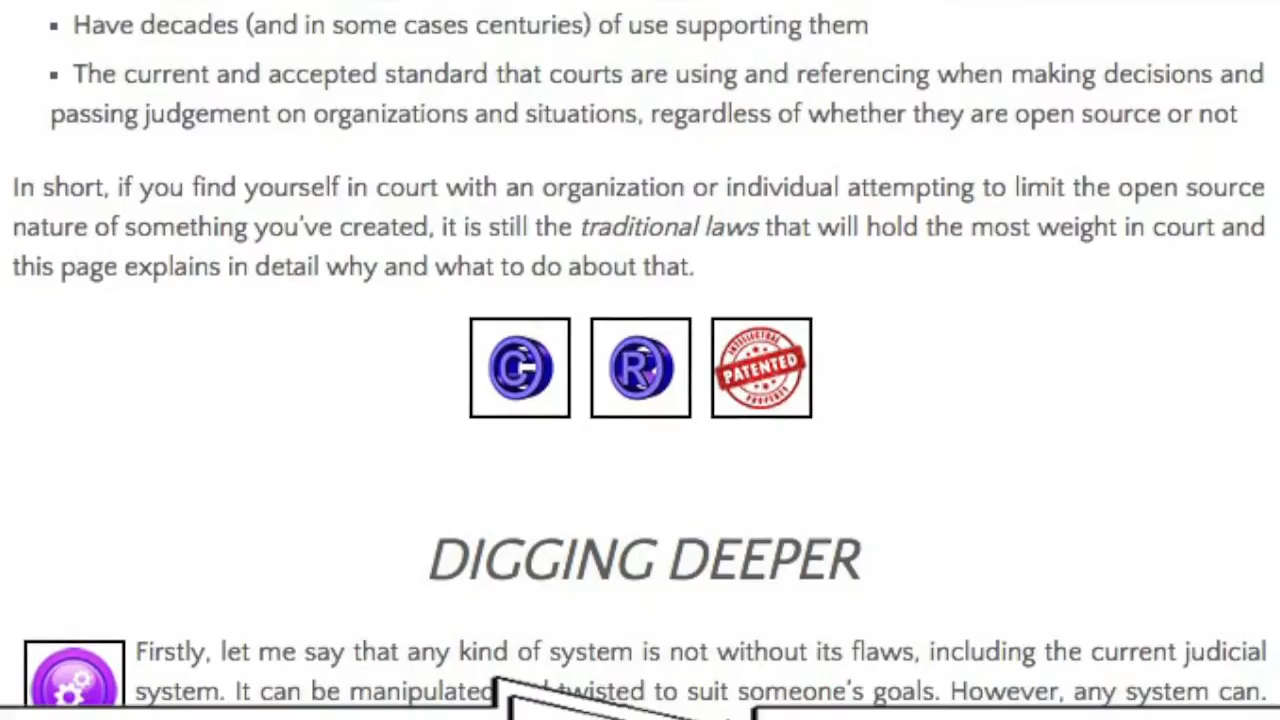 ▪ Have decades (and in some cases centuries) of use supporting them
▪ The current and accepted standard that courts are using and referencing when making decisions and
passing judgement on organizations and situations, regardless of whether they are open source or not
In short, if you find yourself in court with an organization or individual attempting to limit the open source
nature of something you've created, it is still the traditional laws that will hold the most weight in court and
this page explains in detail why and what to do about that.
C
R
INTELLECTUAL
PATENTED
PROPERTY
DIGGING DEEPER
Firstly, let me say that any kind of system is not without its flaws, including the current judicial
system. It can be manipulated twisted to suit someone's goals. However, any system can.